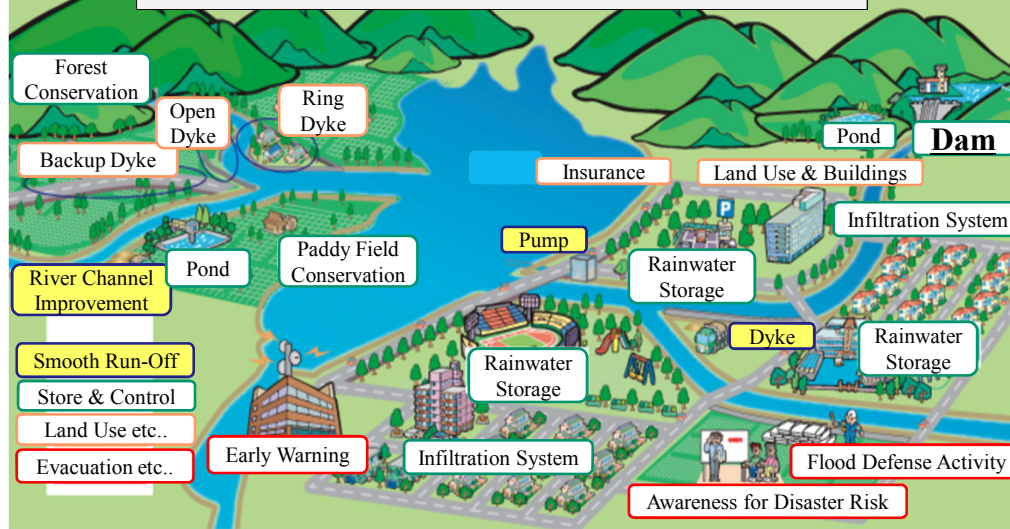 Forest
Conservation
Open
Dyke
Ring
Dyke
Backup Dyke
Pond
Dam
Insurance
Land Use & Buildings
P
Infiltration System
Pump
Rainwater
Storage
Paddy Field
Conservation
Pond
River Channel
Improvement
Dyke
Rainwater
Storage
Rainwater
Storage
Smooth Run-Off
Store & Control
Land Use etc..
Evacuation etc..
Early Warning
Infiltration System
Flood Defense Activity
Awareness for Disaster Risk